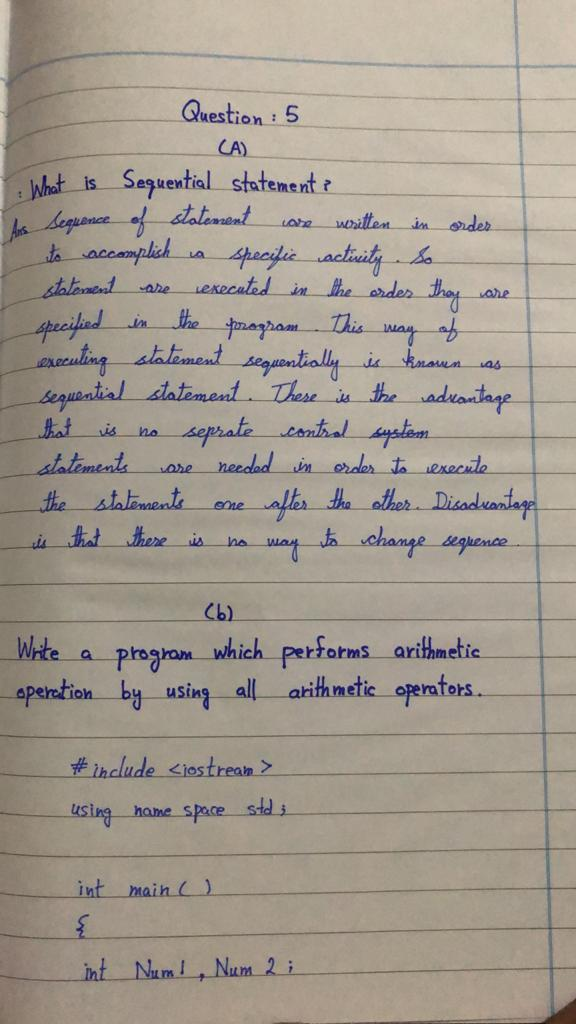 Question : 5
(A)
: What is Sequential statement?
Ans Sequence of statement are written in order
to accomplish a specific activity. So
statement are executed in the order they are
specified in the program. This way of
executing statement sequentially is known as
sequential statement. There is the advantage
that is no seprate control system
statements are needed in order to execute
the statements one after the other. Disadvantage
is that there is no way to change sequence.
(b)
Write a program which performs arithmetic
operation by using all arithmetic operators.
# include <iostream>
using name space std;
int main ( )
{
int Num1, Num 2;